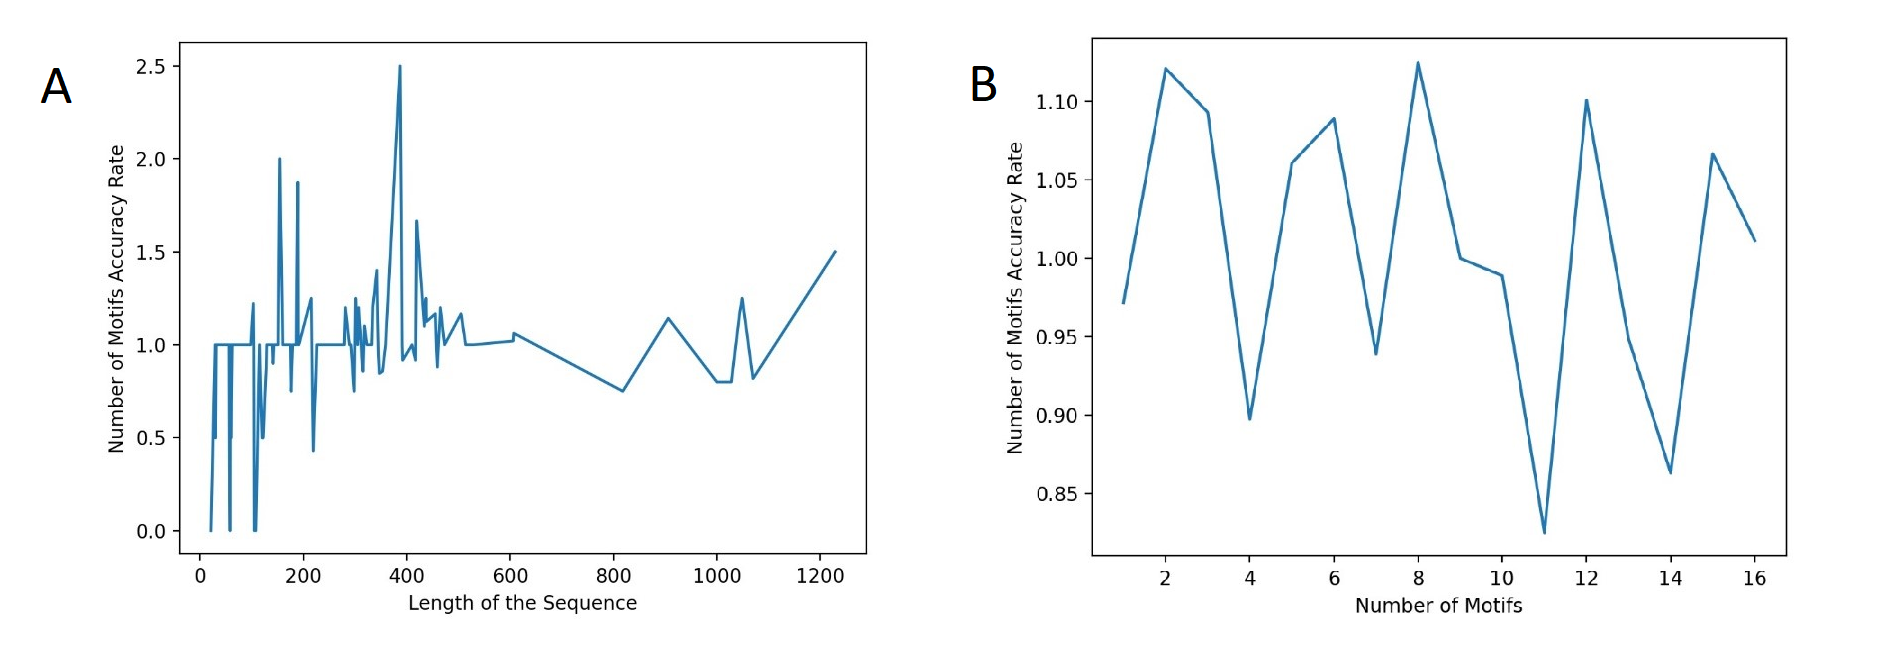 A
Number of Motifs Accuracy Rate
2.5
2.0
1.5
1.0
0.5
0.0
0 200 400 600 800 1000 1200
Length of the Sequence
B
Number of Motifs Accuracy Rate
1.10
1.05
1.00
0.95
0.90
0.85
2 4 6 8 10 12 14 16
Number of Motifs